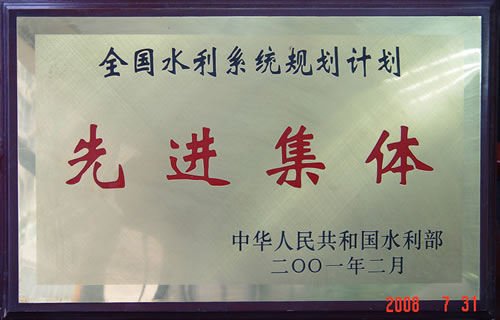 全国水利系统规划计划
先进集体
中华人民共和国水利部
二〇〇一年二月
2008 7 31